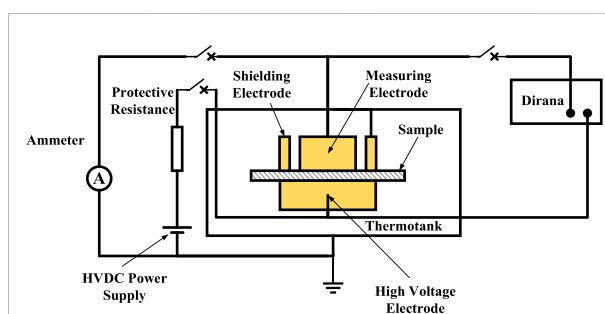 Shielding
Electrode
Measuring
Electrode
Protective
Resistance
Dirana
Sample
Ammeter
A
Thermotank
HVDC Power
Supply
High Voltage
Electrode